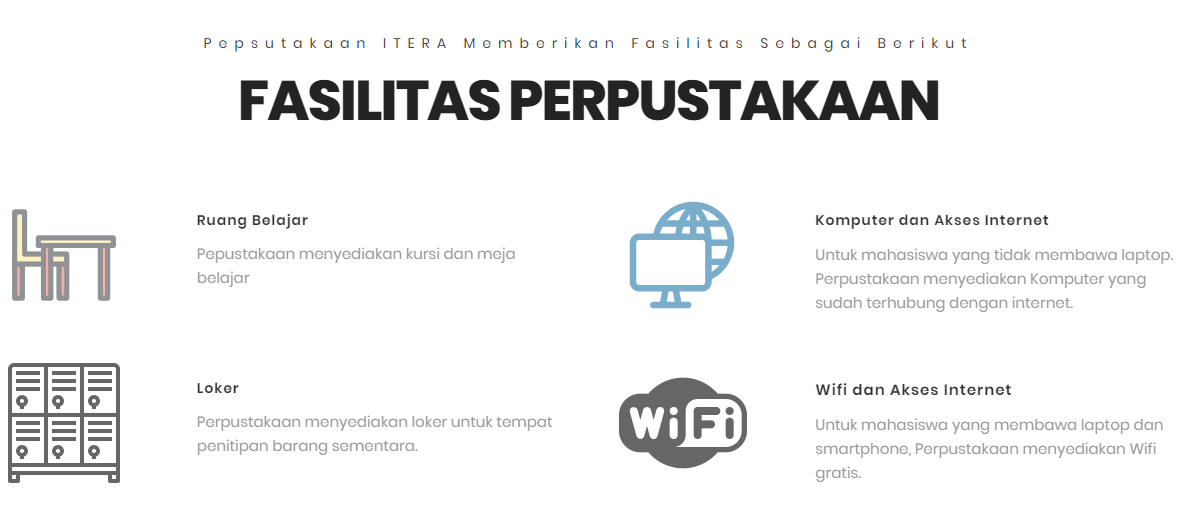 Pepsutakaan ITERA Memberikan Fasilitas Sebagai Berikut
FASILITAS PERPUSTAKAAN
Ruang Belajar
Pepustakaan menyediakan kursi dan meja
belajar
Komputer dan Akses Internet
Untuk mahasiswa yang tidak membawa laptop.
Perpustakaan menyediakan Komputer yang
sudah terhubung dengan internet.
Loker
Perpustakaan menyediakan loker untuk tempat
penitipan barang sementara.
WiFi
Wifi dan Akses Internet
Untuk mahasiswa yang membawa laptop dan
smartphone, Perpustakaan menyediakan Wifi
gratis.